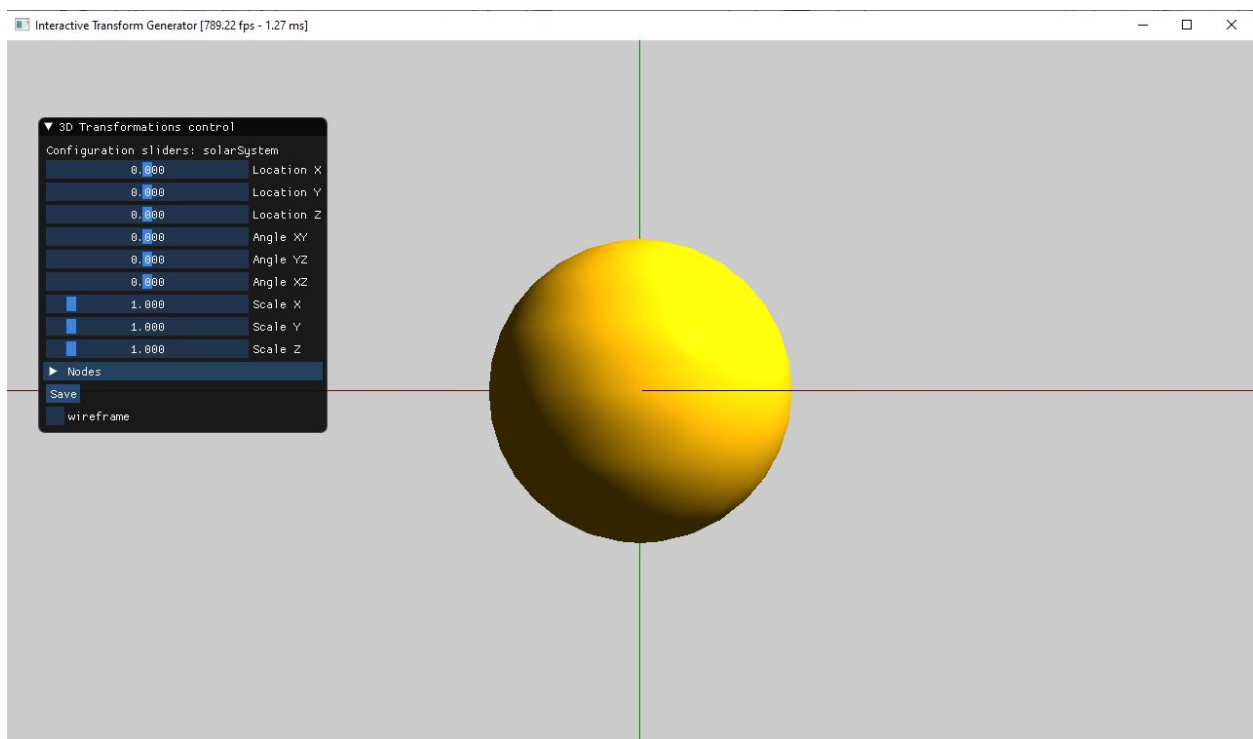 Interactive Transform Generator [789.22 fps - 1.27 ms]
3D Transformations control
Configuration sliders: solarSystem
0.000 Location X
0.000 Location Y
0.000 Location Z
0.000 Angle XY
0.000 Angle YZ
0.000 Angle XZ
1.000 Scale X
1.000 Scale Y
1.000 Scale Z
Nodes
Save
wireframe